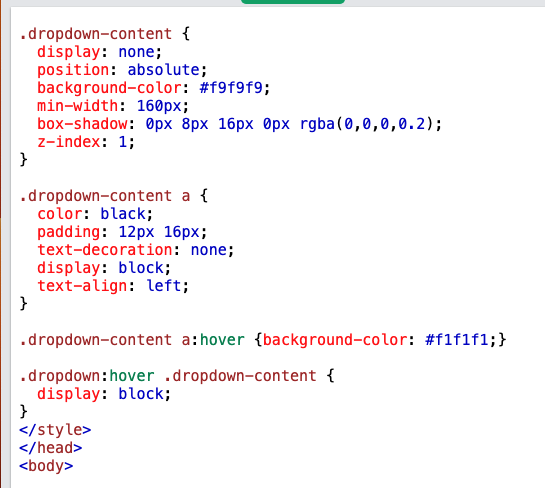 .dropdown-content {
  display: none;
  position: absolute;
  background-color: #f9f9f9;
  min-width: 160px;
  box-shadow: 0px 8px 16px 0px rgba(0,0,0,0.2);
  z-index: 1;
}
.dropdown-content a {
  color: black;
  padding: 12px 16px;
  text-decoration: none;
  display: block;
  text-align: left;
}
.dropdown-content a:hover {background-color: #f1f1f1;}
.dropdown:hover .dropdown-content {
  display: block;
}
</style>
</head>
<body>